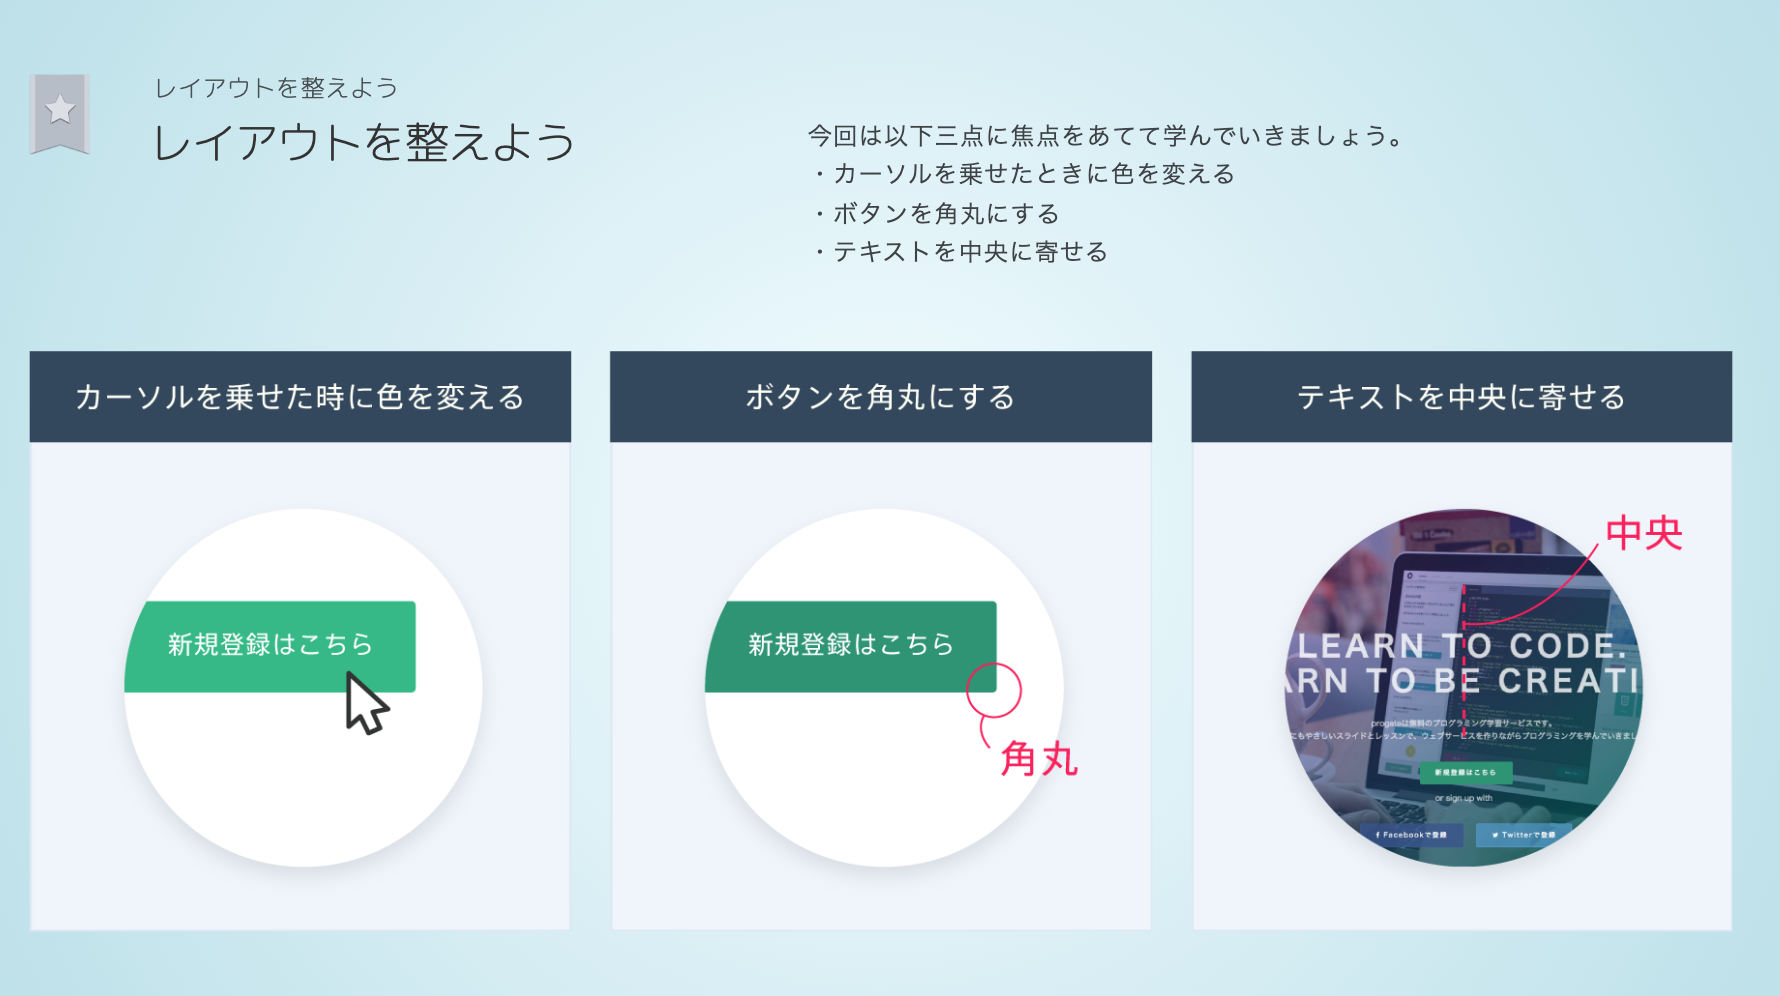 レイアウトを整えよう
レイアウトを整えよう
今回は以下三点に焦点をあてて学んでいきましょう。
・カーソルを乗せたときに色を変える
・ボタンを角丸にする
・テキストを中央に寄せる
カーソルを乗せた時に色を変える
新規登録はこちら
ボタンを角丸にする
新規登録はこちら
角丸
テキストを中央に寄せる
中央
LEARN TO CODE.
ARN TO BE CREATI
progateは無料のプログラミング学習サービスです。
にもやさしいスライドとレッスンで、ウェブサービスを作りながらプログラミングを学んでいきまし
新規登録はこちら
or sign up with
Facebookで登録
Twitterで登録